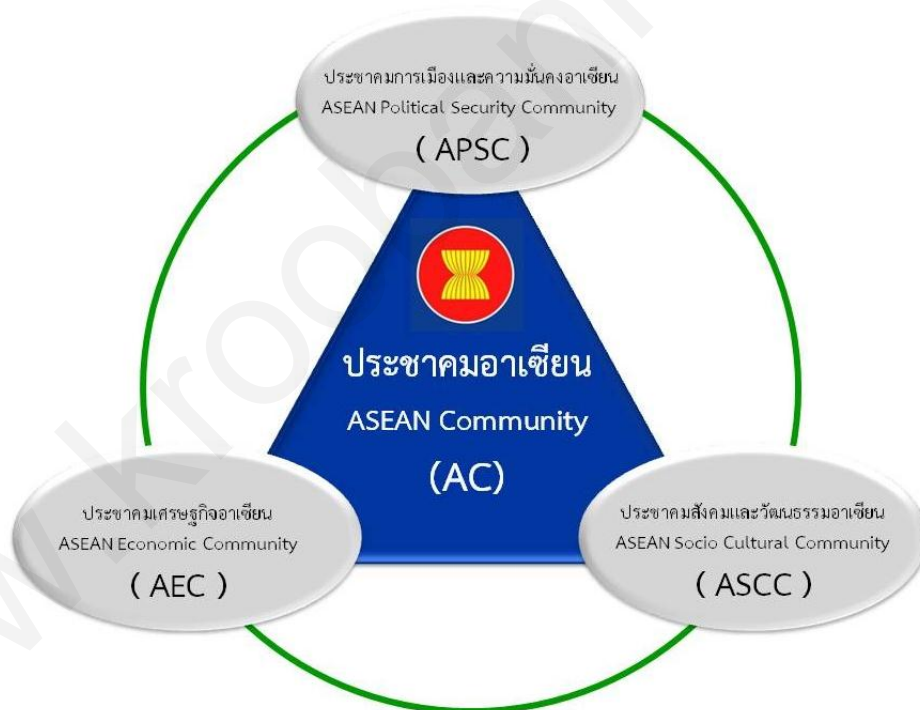 ประชาคมการเมืองและความมั่นคงอาเซียน
ASEAN Political Security Community
( APSC )
ประชาคมอาเซียน
ASEAN Community
(AC)
ประชาคมเศรษฐกิจอาเซียน
ASEAN Economic Community
( AEC )
ประชาคมสังคมและวัฒนธรรมอาเซียน
ASEAN Socio Cultural Community
( ASCC )